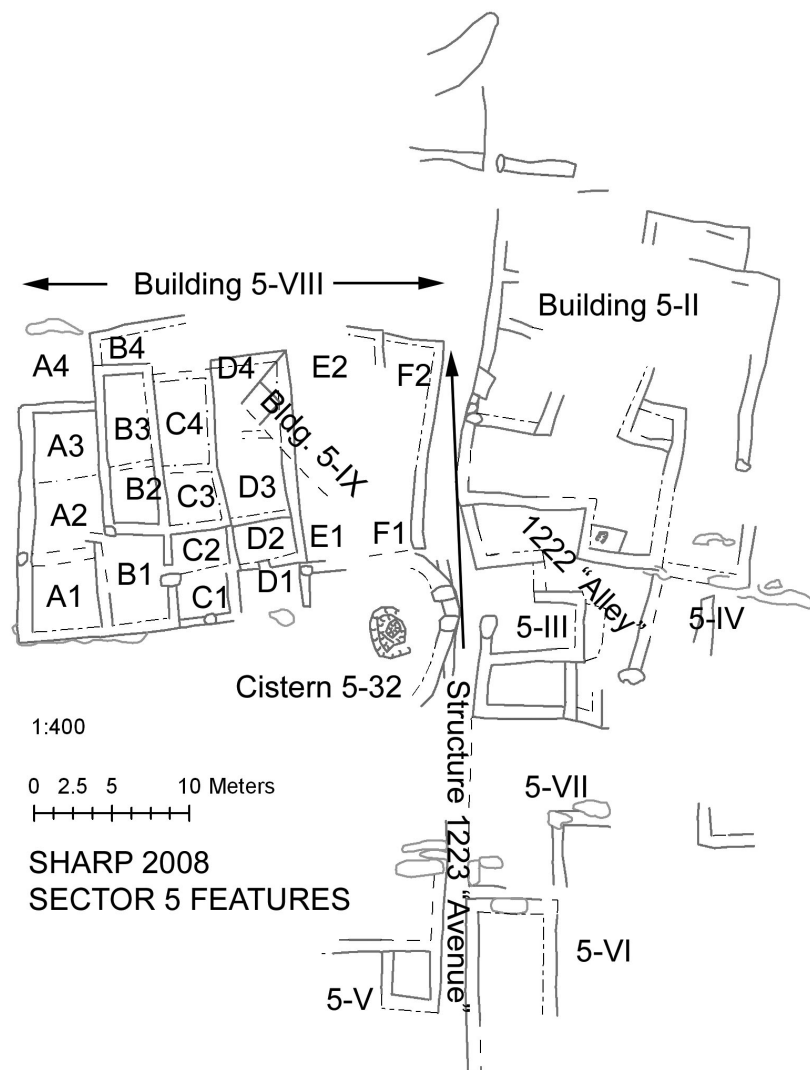 Building 5-VIII
Building 5-II
A4
B4
D4
E2
F2
A3
B3
C4
Bldg. 5-IX
A2
B2
C3
D3
A1
B1
C2
D2
E1
F1
C1
D1
1222 "Alley"
5-III
5-IV
Cistern 5-32
Structure 1223 "Avenue"
1:400
0 2.5 5 10 Meters
5-VII
SHARP 2008
SECTOR 5 FEATURES
5-VI
5-V